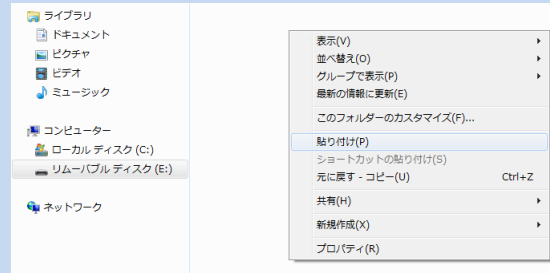 ライブラリ
ドキュメント
ピクチャ
ビデオ
ミュージック
コンピューター
ローカル ディスク (C:)
リムーバブル ディスク (E:)
ネットワーク
表示(V)
並べ替え(O)
グループで表示(P)
最新の情報に更新(E)
このフォルダーのカスタマイズ(F)...
貼り付け(P)
ショートカットの貼り付け(S)
元に戻す - コピー(U) Ctrl+Z
共有(H)
新規作成(X)
プロパティ(R)